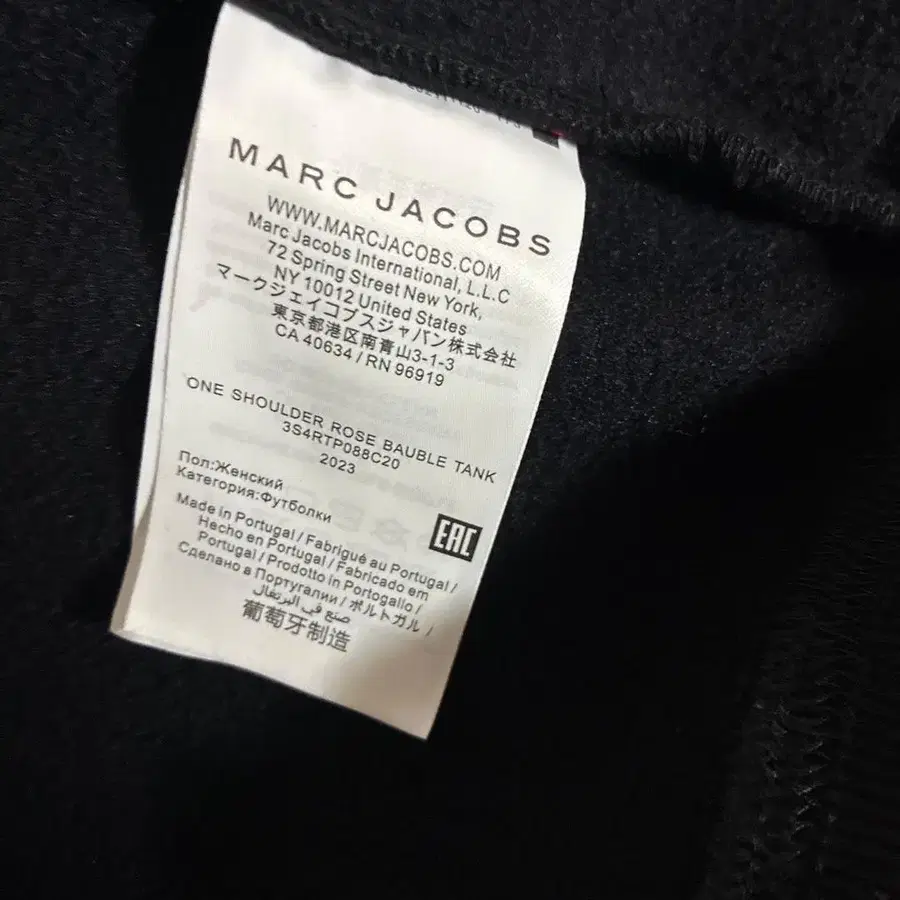 MARC JACOBS
WWW.MARCJACOBS.COM
Marc Jacobs International, L.L.C
72 Spring Street New York,
NY 10012 United States
マークジェイコブスジャパン株式会社
東京都港区南青山3-1-3
CA 40634 / RN 96919
ONE SHOULDER ROSE BAUBLE TANK
3S4RTP088C20
2023
Пол:Женский
Категория:Футболки
EAC
Made in Portugal / Fabriqué au Portugal /
Hecho en Portugal / Fabricado em
Portugal / Prodotto in Portogallo /
Сделано в Португалии / ポルトガル /
صنع في البرتغال
葡萄牙制造